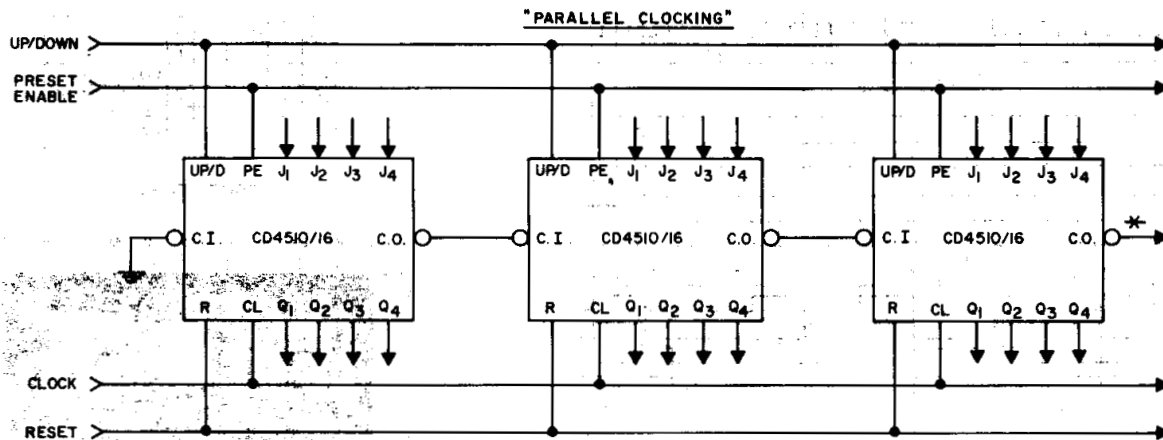 "PARALLEL CLOCKING"
UP/DOWN
PRESET
ENABLE
UP/D PE J1 J2 J3 J4
UP/D PE J1 J2 J3 J4
UP/D PE J1 J2 J3 J4
C.I. CD4510/16 C.O.
C.I CD4510/16 C.O.
C.I. CD4510/16 C.O.
*
R CL Q1 Q2 Q3 Q4
R CL Q1 Q2 Q3 Q4
R CL Q1 Q2 Q3 Q4
CLOCK
RESET